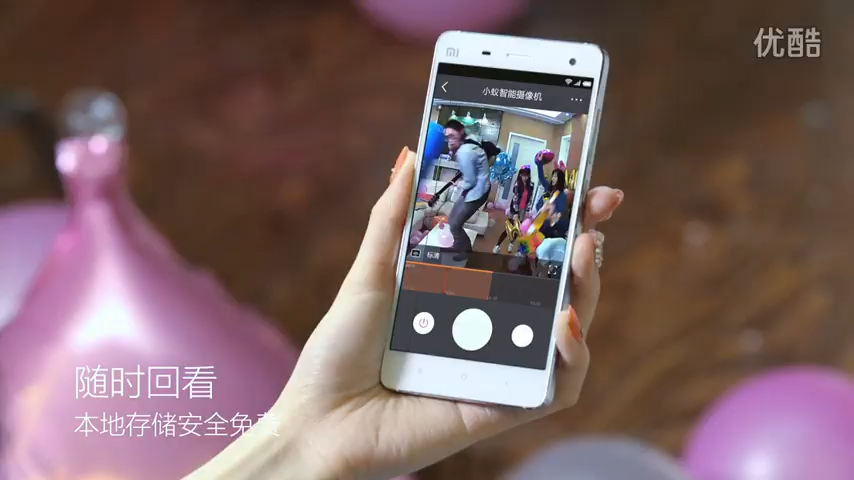 优酷
mi
小蚁智能摄像机
标清
随时回看
本地存储安全免费